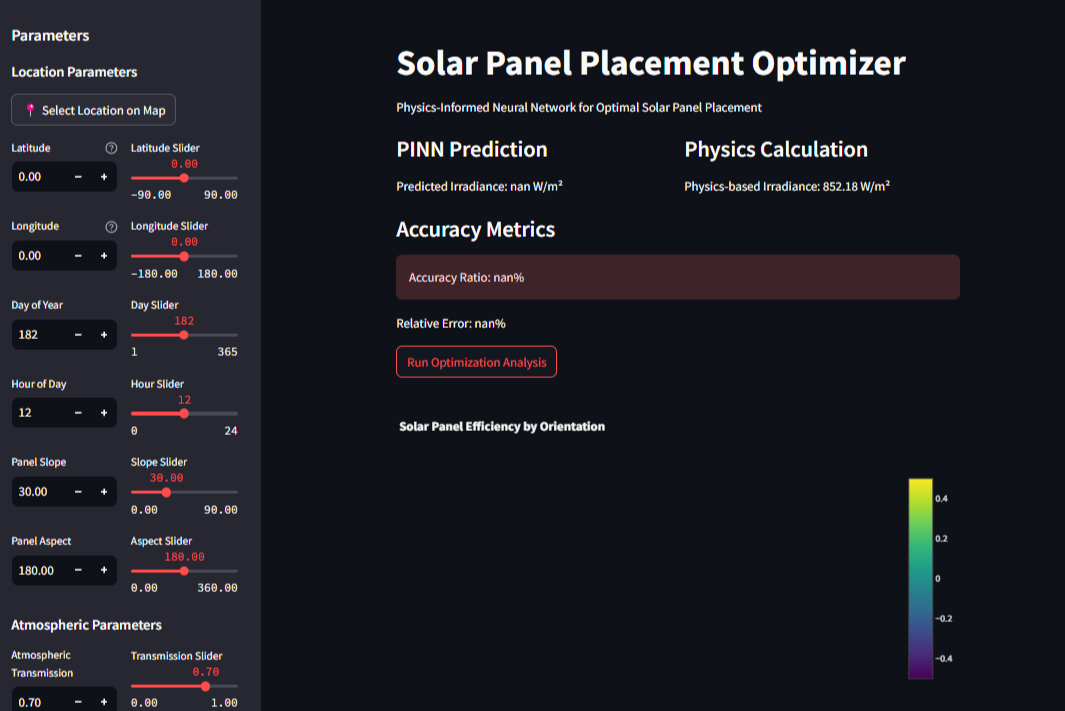 Parameters
Location Parameters
Select Location on Map
Latitude
Latitude Slider
0.00
0.00 − +
−90.00 90.00
Longitude
Longitude Slider
0.00
0.00 − +
−180.00 180.00
Day of Year
Day Slider
182
182 − +
1 365
Hour of Day
Hour Slider
12
12 − +
0 24
Panel Slope
Slope Slider
30.00
30.00 − +
0.00 90.00
Panel Aspect
Aspect Slider
180.00
180.00 − +
0.00 360.00
Atmospheric Parameters
Atmospheric
Transmission
Transmission Slider
0.70
0.70 − +
0.00 1.00
Solar Panel Placement Optimizer
Physics-Informed Neural Network for Optimal Solar Panel Placement
PINN Prediction
Predicted Irradiance: nan W/m²
Physics Calculation
Physics-based Irradiance: 852.18 W/m²
Accuracy Metrics
Accuracy Ratio: nan%
Relative Error: nan%
Run Optimization Analysis
Solar Panel Efficiency by Orientation
0.4
0.2
0
−0.2
−0.4